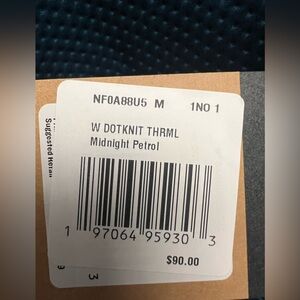 NF0A88U5 M 1NO 1
W DOTKNIT THRML
Midnight Petrol
1 97064 95930 3
$90.00
Suggested Retail
3